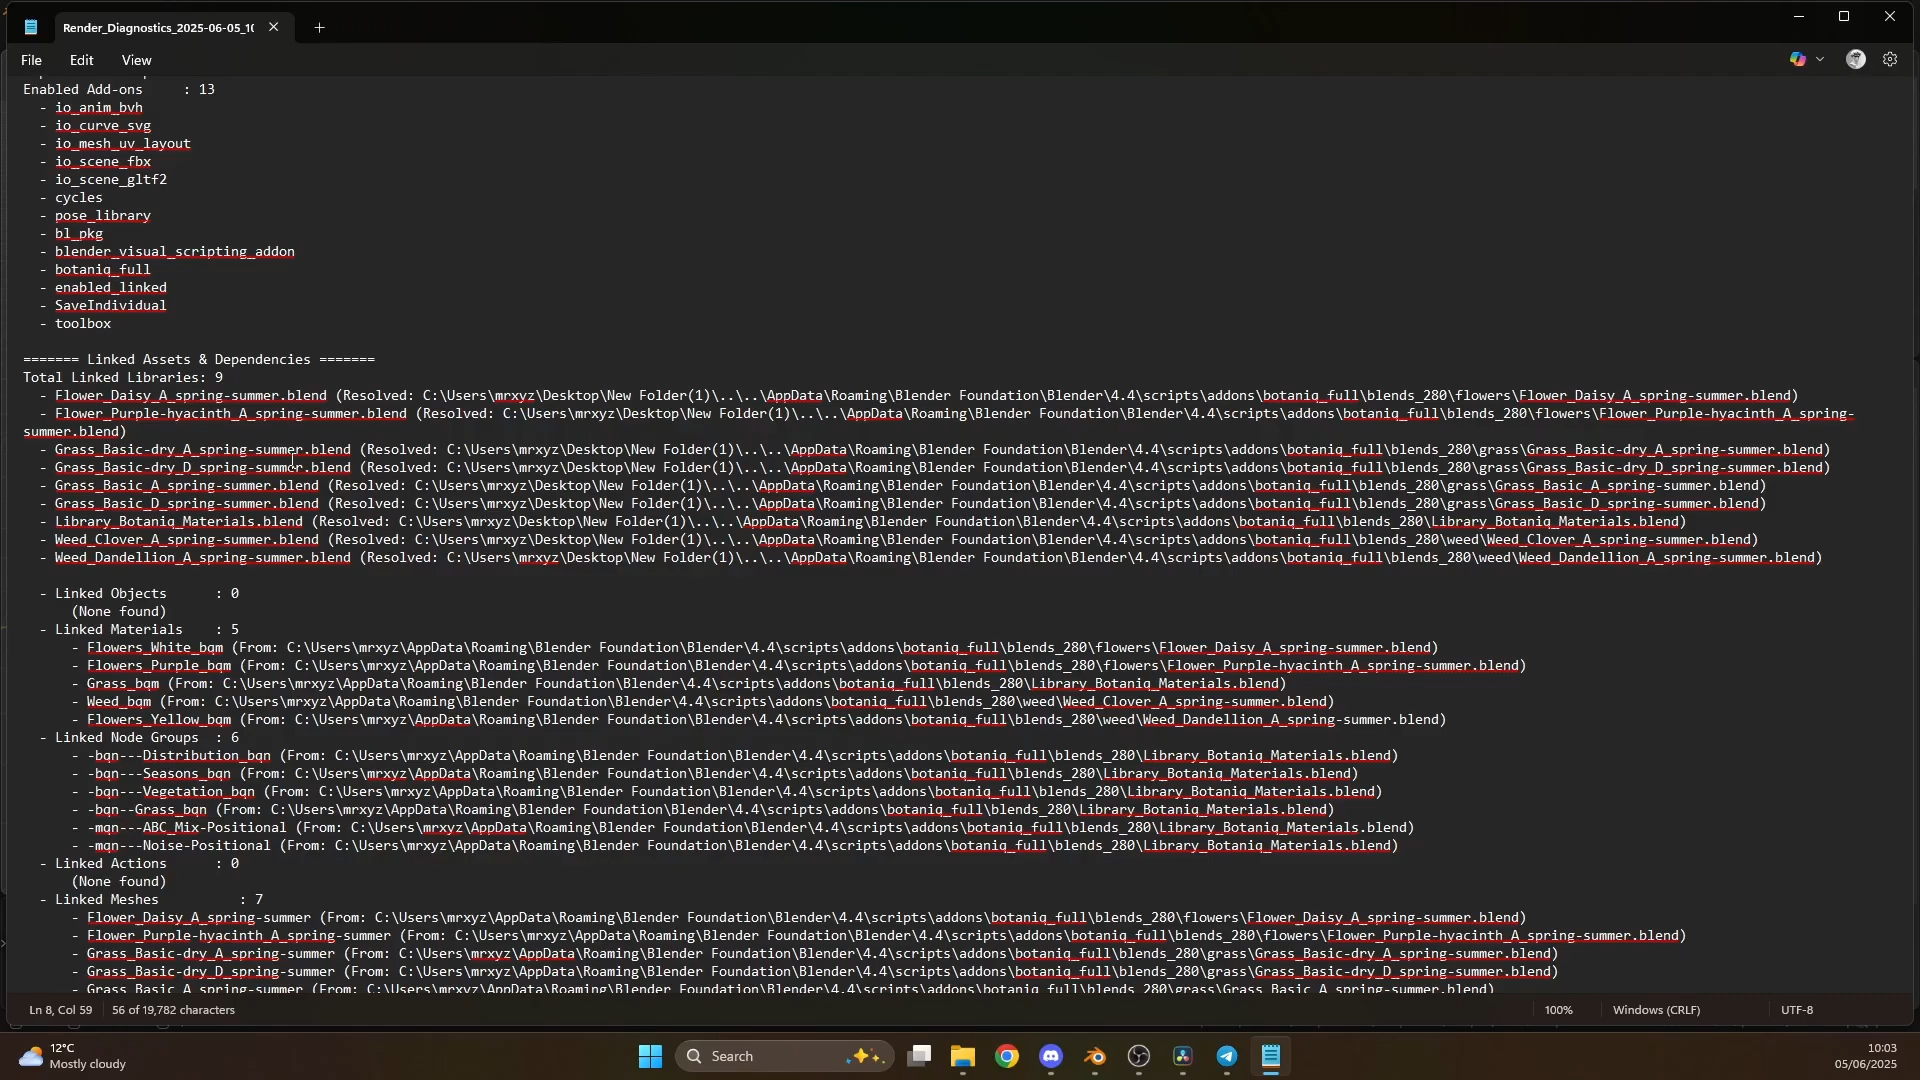 Render_Diagnostics_2025-06-05_1(
File Edit View
Enabled Add-ons     : 13
- io_anim_bvh
- io_curve_svg
- io_mesh_uv_layout
- io_scene_fbx
- io_scene_gltf2
- cycles
- pose_library
- bl_pkg
- blender_visual_scripting_addon
- botaniq_full
- enabled_linked
- SaveIndividual
- toolbox
======= Linked Assets & Dependencies =======
Total Linked Libraries: 9
- Flower_Daisy_A_spring-summer.blend (Resolved: C:\Users\mrxyz\Desktop\New Folder(1)\..\..\AppData\Roaming\Blender Foundation\Blender\4.4\scripts\addons\botaniq_full\blends_280\flowers\Flower_Daisy_A_spring-summer.blend)
- Flower_Purple-hyacinth_A_spring-summer.blend (Resolved: C:\Users\mrxyz\Desktop\New Folder(1)\..\..\AppData\Roaming\Blender Foundation\Blender\4.4\scripts\addons\botaniq_full\blends_280\flowers\Flower_Purple-hyacinth_A_spring-
summer.blend)
- Grass_Basic-dry_A_spring-summer.blend (Resolved: C:\Users\mrxyz\Desktop\New Folder(1)\..\..\AppData\Roaming\Blender Foundation\Blender\4.4\scripts\addons\botaniq_full\blends_280\grass\Grass_Basic-dry_A_spring-summer.blend)
- Grass_Basic-dry_D_spring-summer.blend (Resolved: C:\Users\mrxyz\Desktop\New Folder(1)\..\..\AppData\Roaming\Blender Foundation\Blender\4.4\scripts\addons\botaniq_full\blends_280\grass\Grass_Basic-dry_D_spring-summer.blend)
- Grass_Basic_A_spring-summer.blend (Resolved: C:\Users\mrxyz\Desktop\New Folder(1)\..\..\AppData\Roaming\Blender Foundation\Blender\4.4\scripts\addons\botaniq_full\blends_280\grass\Grass_Basic_A_spring-summer.blend)
- Grass_Basic_D_spring-summer.blend (Resolved: C:\Users\mrxyz\Desktop\New Folder(1)\..\..\AppData\Roaming\Blender Foundation\Blender\4.4\scripts\addons\botaniq_full\blends_280\grass\Grass_Basic_D_spring-summer.blend)
- Library_Botaniq_Materials.blend (Resolved: C:\Users\mrxyz\Desktop\New Folder(1)\..\..\AppData\Roaming\Blender Foundation\Blender\4.4\scripts\addons\botaniq_full\blends_280\Library_Botaniq_Materials.blend)
- Weed_Clover_A_spring-summer.blend (Resolved: C:\Users\mrxyz\Desktop\New Folder(1)\..\..\AppData\Roaming\Blender Foundation\Blender\4.4\scripts\addons\botaniq_full\blends_280\weed\Weed_Clover_A_spring-summer.blend)
- Weed_Dandellion_A_spring-summer.blend (Resolved: C:\Users\mrxyz\Desktop\New Folder(1)\..\..\AppData\Roaming\Blender Foundation\Blender\4.4\scripts\addons\botaniq_full\blends_280\weed\Weed_Dandellion_A_spring-summer.blend)
- Linked Objects      : 0
(None found)
- Linked Materials    : 5
- Flowers_White_bqm (From: C:\Users\mrxyz\AppData\Roaming\Blender Foundation\Blender\4.4\scripts\addons\botaniq_full\blends_280\flowers\Flower_Daisy_A_spring-summer.blend)
- Flowers_Purple_bqm (From: C:\Users\mrxyz\AppData\Roaming\Blender Foundation\Blender\4.4\scripts\addons\botaniq_full\blends_280\flowers\Flower_Purple-hyacinth_A_spring-summer.blend)
- Grass_bqm (From: C:\Users\mrxyz\AppData\Roaming\Blender Foundation\Blender\4.4\scripts\addons\botaniq_full\blends_280\Library_Botaniq_Materials.blend)
- Weed_bqm (From: C:\Users\mrxyz\AppData\Roaming\Blender Foundation\Blender\4.4\scripts\addons\botaniq_full\blends_280\weed\Weed_Clover_A_spring-summer.blend)
- Flowers_Yellow_bqm (From: C:\Users\mrxyz\AppData\Roaming\Blender Foundation\Blender\4.4\scripts\addons\botaniq_full\blends_280\weed\Weed_Dandellion_A_spring-summer.blend)
- Linked Node Groups  : 6
- -bqn---Distribution_bqn (From: C:\Users\mrxyz\AppData\Roaming\Blender Foundation\Blender\4.4\scripts\addons\botaniq_full\blends_280\Library_Botaniq_Materials.blend)
- -bqn---Seasons_bqn (From: C:\Users\mrxyz\AppData\Roaming\Blender Foundation\Blender\4.4\scripts\addons\botaniq_full\blends_280\Library_Botaniq_Materials.blend)
- -bqn---Vegetation_bqn (From: C:\Users\mrxyz\AppData\Roaming\Blender Foundation\Blender\4.4\scripts\addons\botaniq_full\blends_280\Library_Botaniq_Materials.blend)
- -bqn--Grass_bqn (From: C:\Users\mrxyz\AppData\Roaming\Blender Foundation\Blender\4.4\scripts\addons\botaniq_full\blends_280\Library_Botaniq_Materials.blend)
- -mqn---ABC_Mix-Positional (From: C:\Users\mrxyz\AppData\Roaming\Blender Foundation\Blender\4.4\scripts\addons\botaniq_full\blends_280\Library_Botaniq_Materials.blend)
- -mqn---Noise-Positional (From: C:\Users\mrxyz\AppData\Roaming\Blender Foundation\Blender\4.4\scripts\addons\botaniq_full\blends_280\Library_Botaniq_Materials.blend)
- Linked Actions      : 0
(None found)
- Linked Meshes          : 7
- Flower_Daisy_A_spring-summer (From: C:\Users\mrxyz\AppData\Roaming\Blender Foundation\Blender\4.4\scripts\addons\botaniq_full\blends_280\flowers\Flower_Daisy_A_spring-summer.blend)
- Flower_Purple-hyacinth_A_spring-summer (From: C:\Users\mrxyz\AppData\Roaming\Blender Foundation\Blender\4.4\scripts\addons\botaniq_full\blends_280\flowers\Flower_Purple-hyacinth_A_spring-summer.blend)
- Grass_Basic-dry_A_spring-summer (From: C:\Users\mrxyz\AppData\Roaming\Blender Foundation\Blender\4.4\scripts\addons\botaniq_full\blends_280\grass\Grass_Basic-dry_A_spring-summer.blend)
- Grass_Basic-dry_D_spring-summer (From: C:\Users\mrxyz\AppData\Roaming\Blender Foundation\Blender\4.4\scripts\addons\botaniq_full\blends_280\grass\Grass_Basic-dry_D_spring-summer.blend)
- Grass_Basic_A_spring-summer (From: C:\Users\mrxyz\AppData\Roaming\Blender Foundation\Blender\4.4\scripts\addons\botaniq_full\blends_280\grass\Grass_Basic_A_spring-summer.blend)
Ln 8, Col 59 56 of 19,782 characters 100% Windows (CRLF) UTF-8
12°C
Mostly cloudy
Search
10:03
05/06/2025